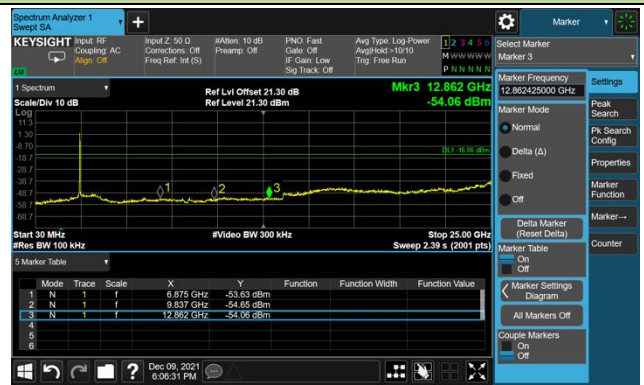 Spectrum Analyzer 1
Swept SA
Marker
KEYSIGHT
Input: RF
Coupling: AC
Align: Off
Input Z: 50 Ω
Corrections: Off
Freq Ref: Int (S)
#Atten: 10 dB
Preamp: Off
PNO: Fast
Gate: Off
IF Gain: Low
Sig Track: Off
Avg Type: Log-Power
Avg|Hold:>10/10
Trig: Free Run
1 2 3 4 5 6
M W W W W W
P N N N N N
Select Marker
Marker 3
1 Spectrum
Scale/Div 10 dB
Log
Ref Lvl Offset 21.30 dB
Ref Level 21.30 dBm
Mkr3 12.862 GHz
-54.06 dBm
11.3
1.30
-8.70
-18.7
-28.7
-38.7
-48.7
-58.7
-68.7
DL1 -16.06 dBm
1
2
3
Start 30 MHz
#Res BW 100 kHz
#Video BW 300 kHz
Stop 25.00 GHz
Sweep 2.39 s (2001 pts)
5 Marker Table
Mode Trace Scale X Y Function Function Width Function Value
1 N 1 f 6.875 GHz -53.63 dBm
2 N 1 f 9.837 GHz -54.65 dBm
3 N 1 f 12.862 GHz -54.06 dBm
4
5
6
Marker Frequency
12.862425000 GHz
Marker Mode
Normal
Delta (Δ)
Fixed
Off
Delta Marker
(Reset Delta)
Marker Table
On
Off
Marker Settings
Diagram
All Markers Off
Couple Markers
On
Off
Settings
Peak
Search
Pk Search
Config
Properties
Marker
Function
Marker→
Counter
Dec 09, 2021
6:06:31 PM